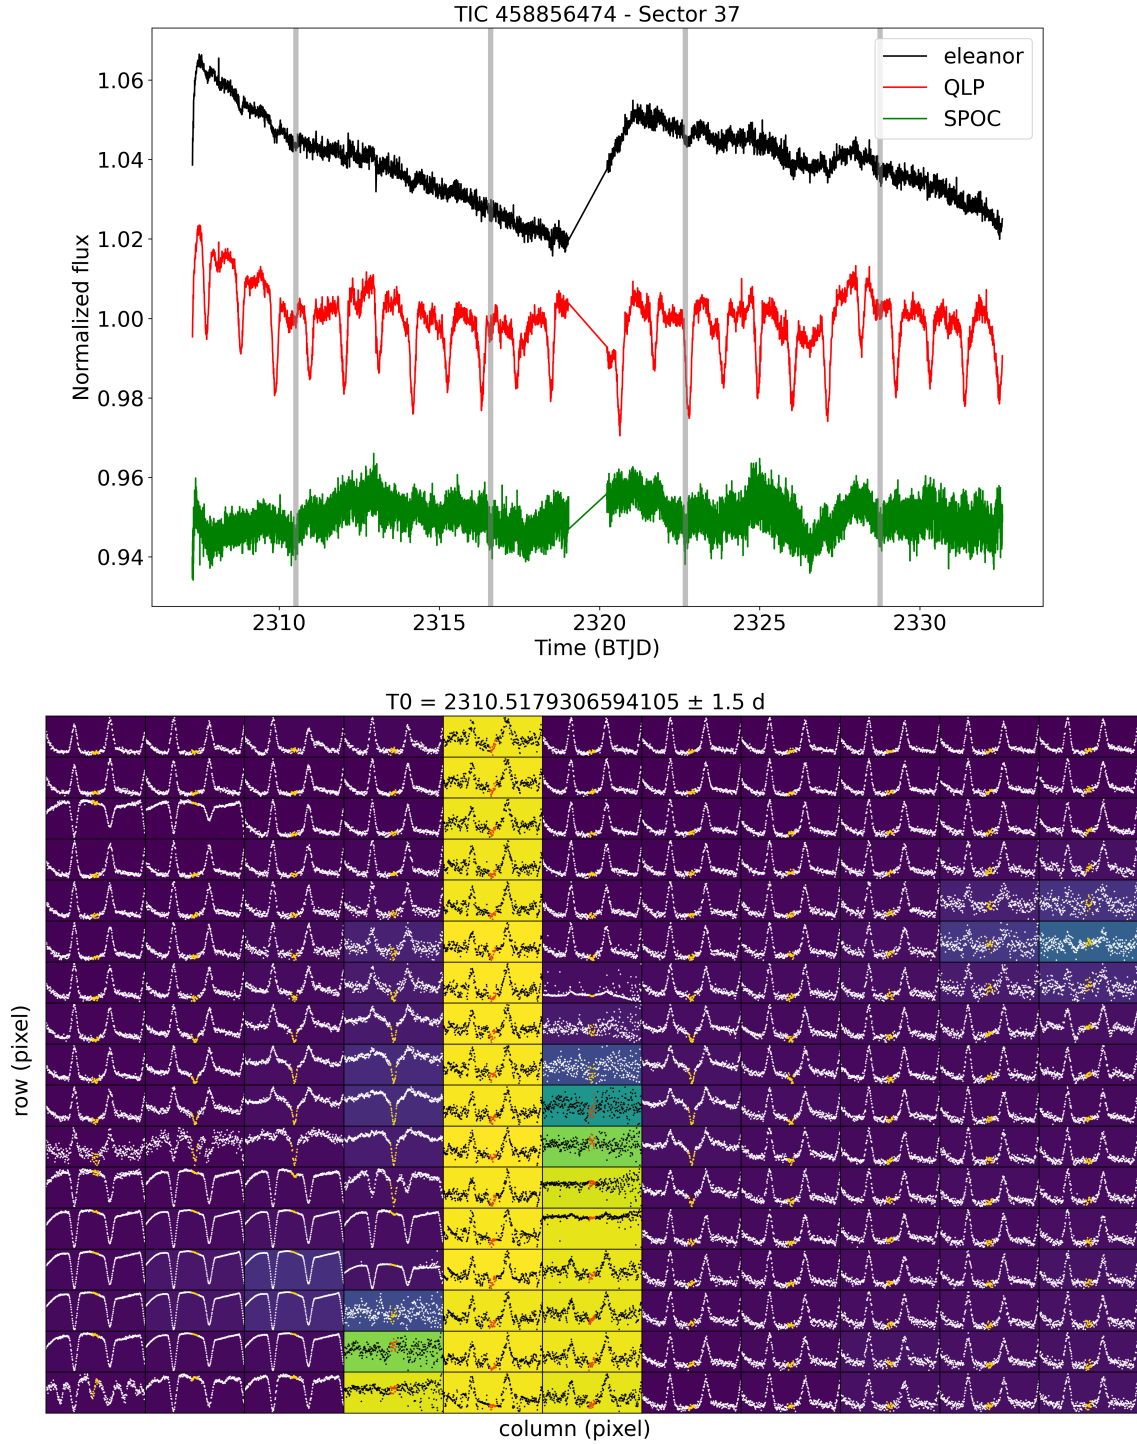 TIC 458856474 - Sector 37
eleanor
QLP
SPOC
1.06
1.04
1.02
1.00
0.98
0.96
0.94
Normalized flux
2310
2315
2320
2325
2330
Time (BTJD)
T0 = 2310.5179306594105 ± 1.5 d
row (pixel)
column (pixel)